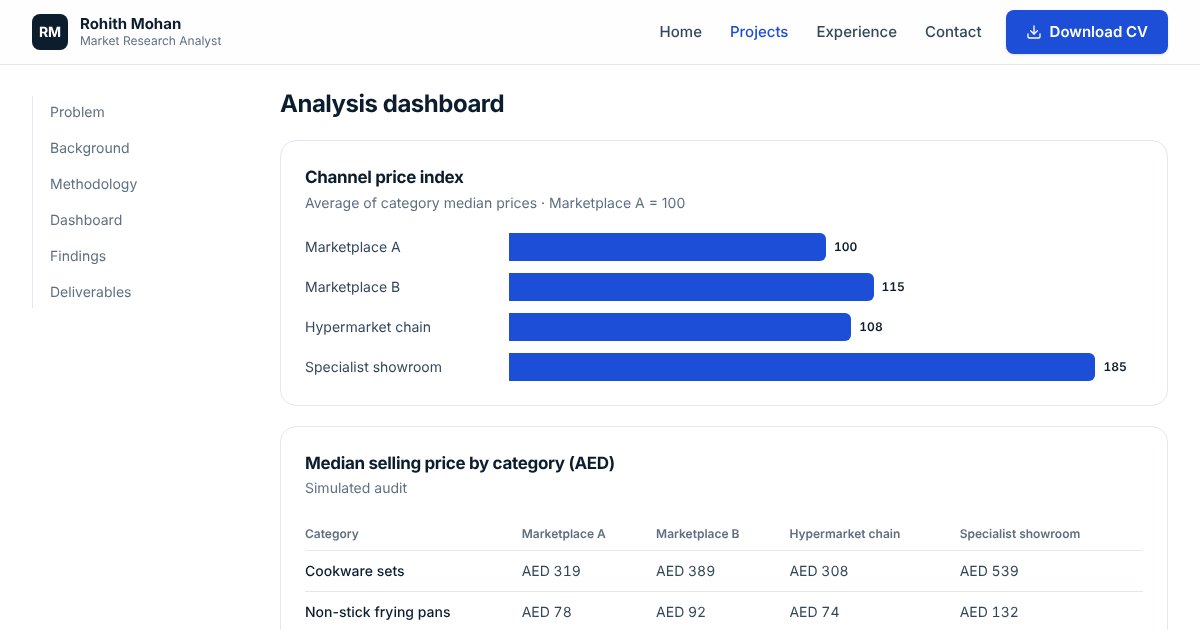 RM
Rohith Mohan
Market Research Analyst
Home Projects Experience Contact Download CV
Problem
Background
Methodology
Dashboard
Findings
Deliverables
Analysis dashboard
Channel price index
Average of category median prices · Marketplace A = 100
Marketplace A 100
Marketplace B 115
Hypermarket chain 108
Specialist showroom 185
Median selling price by category (AED)
Simulated audit
Category Marketplace A Marketplace B Hypermarket chain Specialist showroom
Cookware sets AED 319 AED 389 AED 308 AED 539
Non-stick frying pans AED 78 AED 92 AED 74 AED 132